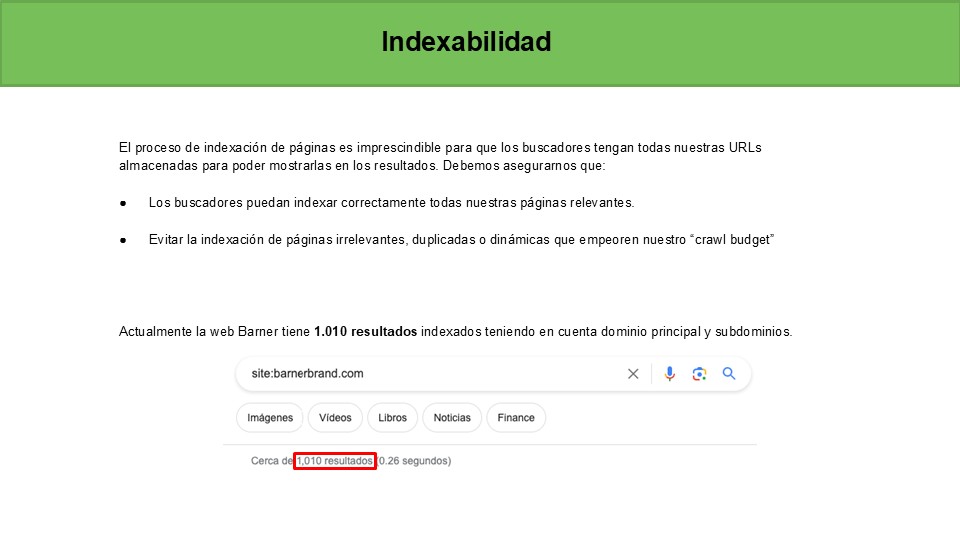 Indexabilidad
El proceso de indexación de páginas es imprescindible para que los buscadores tengan todas nuestras URLs
almacenadas para poder mostrarlas en los resultados. Debemos asegurarnos que:
● Los buscadores puedan indexar correctamente todas nuestras páginas relevantes.
● Evitar la indexación de páginas irrelevantes, duplicadas o dinámicas que empeoren nuestro “crawl budget”
Actualmente la web Barner tiene 1.010 resultados indexados teniendo en cuenta dominio principal y subdominios.
site:barnerbrand.com
Imágenes Vídeos Libros Noticias Finance
Cerca de 1,010 resultados (0.26 segundos)